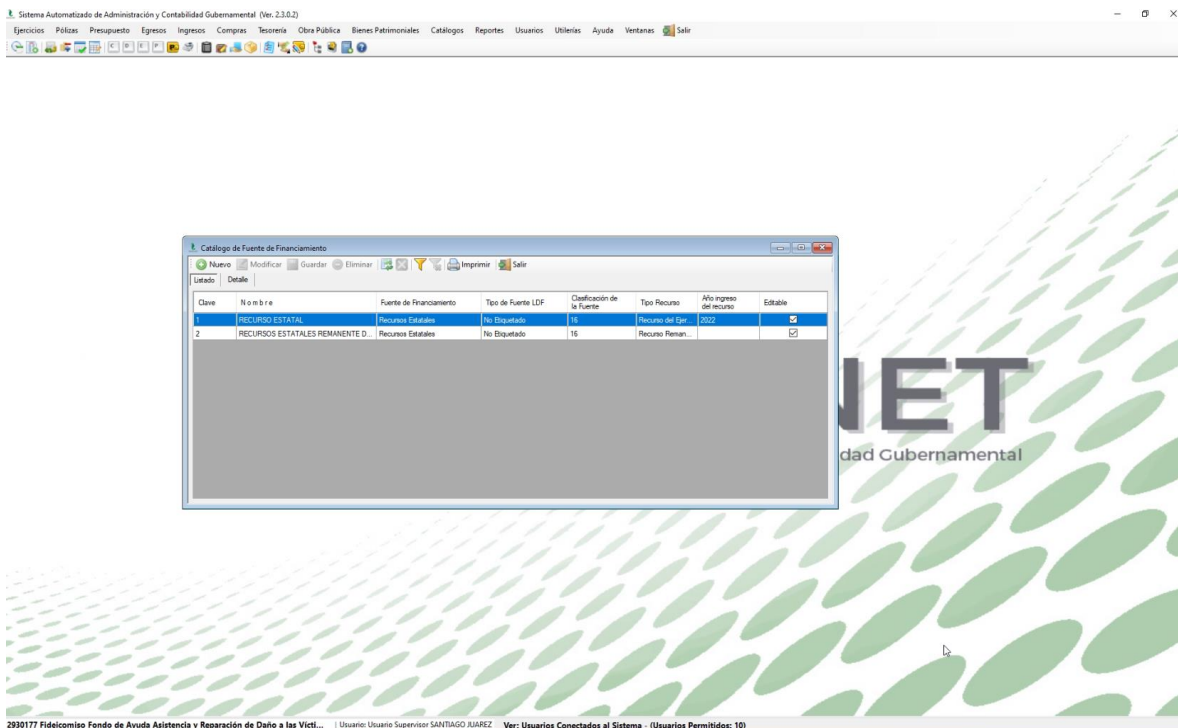 Sistema Automatizado de Administración y Contabilidad Gubernamental (Ver. 2.3.0.2)
Ejercicios Pólizas Presupuesto Egresos Ingresos Compras Tesorería Obra Pública Bienes Patrimoniales Catálogos Reportes Usuarios Utilerías Ayuda Ventanas Salir
Catálogo de Fuente de Financiamiento
Nuevo Modificar Guardar Eliminar Imprimir Salir
Listado Detalle
Clave Nombre Fuente de Financiamiento Tipo de Fuente LDF Clasificación de la Fuente Tipo Recurso Año ingreso del recurso Editable
1 RECURSO ESTATAL Recursos Estatales No Etiquetado 16 Recurso del Ejer... 2022
2 RECURSOS ESTATALES REMANENTE D... Recursos Estatales No Etiquetado 16 Recurso Reman...
NET
dad Gubernamental
2930177 Fideicomiso Fondo de Ayuda Asistencia y Reparación de Daño a las Vícti... | Usuario: Usuario Supervisor SANTIAGO JUAREZ Ver: Usuarios Conectados al Sistema - (Usuarios Permitidos: 10)